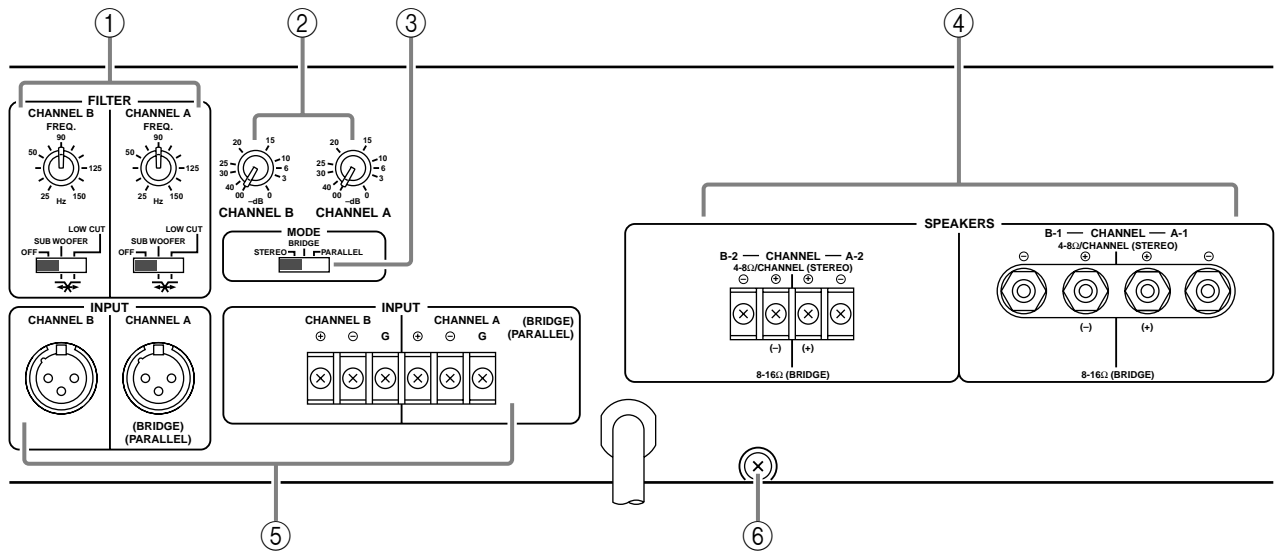 ① ② ③ ④
FILTER
CHANNEL B CHANNEL A
FREQ. FREQ.
90 90
50 50
125 125
25 150 25 150
Hz Hz
LOW CUT LOW CUT
SUB WOOFER SUB WOOFER
OFF OFF
20 15 20 15
25 10 25 10
30 6 30 6
40 3 40 3
00 0 00 0
–dB –dB
CHANNEL B CHANNEL A
MODE
BRIDGE
STEREO PARALLEL
INPUT
CHANNEL B CHANNEL A
(BRIDGE)
(PARALLEL)
INPUT
CHANNEL B CHANNEL A (BRIDGE)
(PARALLEL)
⊕ ⊖ G ⊕ ⊖ G
SPEAKERS
B-2 — CHANNEL — A-2
4-8Ω/CHANNEL (STEREO)
⊖ ⊕ ⊕ ⊖
(–) (+)
8-16Ω (BRIDGE)
B-1 — CHANNEL — A-1
4-8Ω/CHANNEL (STEREO)
⊖ ⊕ ⊕ ⊖
(–) (+)
8-16Ω (BRIDGE)
⑤ ⑥